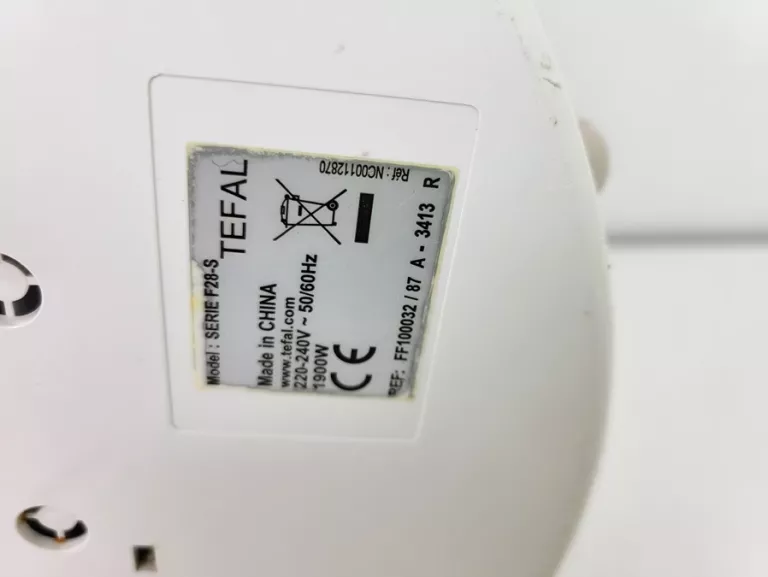 TEFAL
Model : SERIE F28-S
Made in CHINA
www.tefal.com
220-240V ~ 50/60Hz
1900W
CE
REF: FF100032 / 87 A - 3413 R
Réf : NC00112870